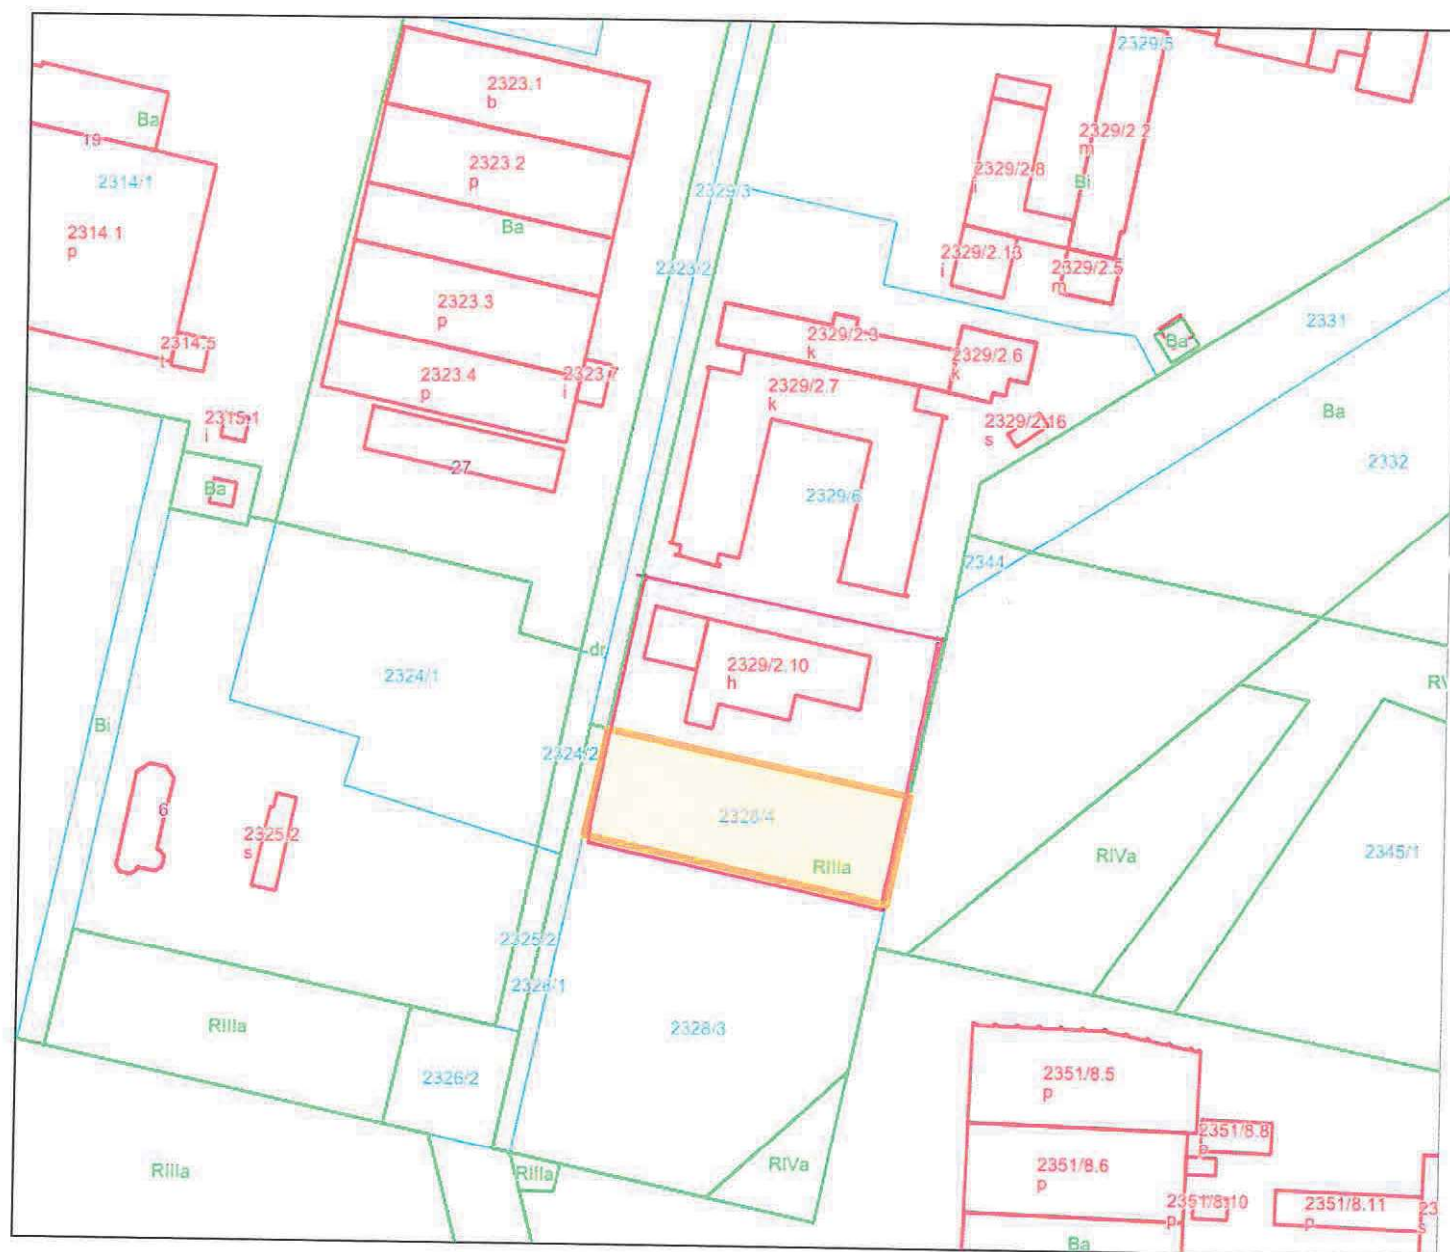 2329/5
2323.1
b
Ba
19
2314/1
2323.2
p
2329/2.2
m
2329/2.8
i
Bi
2329/3
2314.1
p
Ba
2329/2.13
i
2323/2
2329/2.5
m
2323.3
p
2331
2329/2.3
k
Ba
2314.5
t
2329/2.6
k
2323.4
p
2323.7
i
2329/2.7
k
2315.1
i
2329/2.16
s
Ba
2332
27
Ba
2329/6
2344
dr
2324/1
2329/2.10
h
Bi
2324/2
6
2325.2
s
2328/4
RIIIa
RIVa
2345/1
2325/2
2326/1
RIIIa
2328/3
2326/2
2351/8.5
p
2351/8.8
p
RIIIa
RIIIa
RIVa
2351/8.6
p
2351/8.10
p
2351/8.11
p
s
Ba